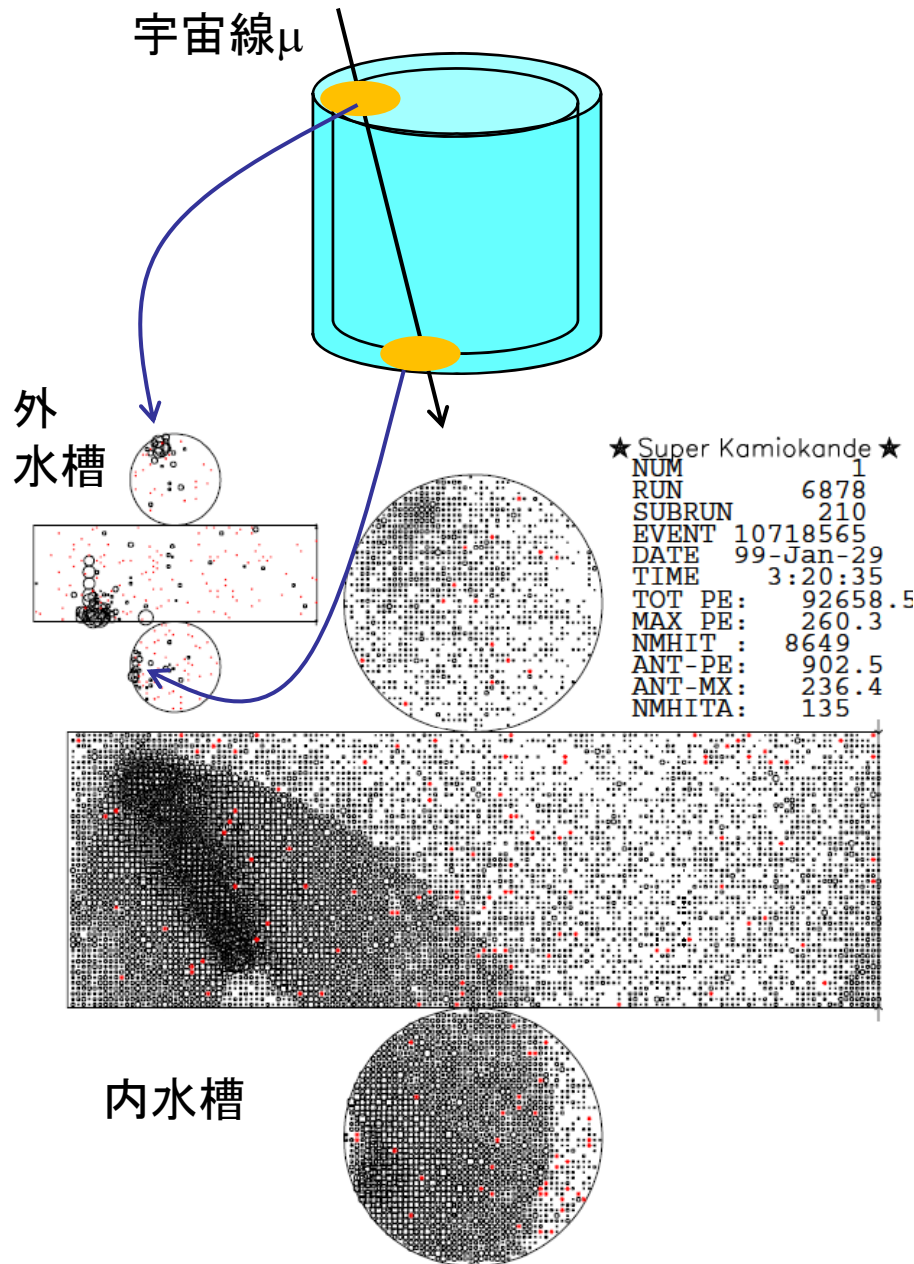 宇宙線μ
外
水槽
★ Super Kamiokande ★
NUM 1
RUN 6878
SUBRUN 210
EVENT 10718565
DATE 99-Jan-29
TIME 3:20:35
TOT PE: 92658.5
MAX PE: 260.3
NMHIT : 8649
ANT-PE: 902.5
ANT-MX: 236.4
NMHITA: 135
内水槽